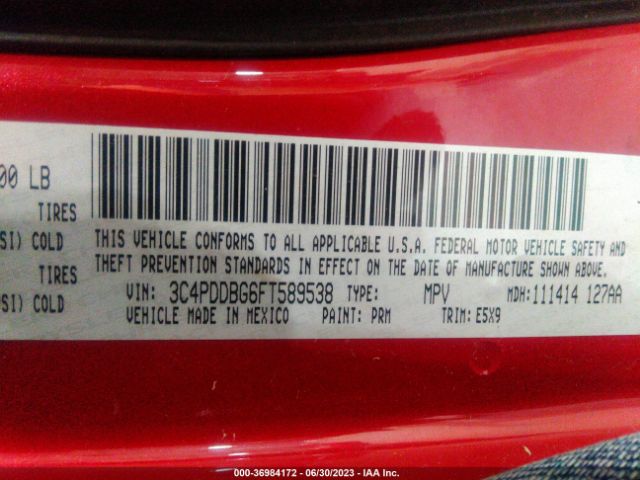 00 LB
TIRES
SI) COLD
TIRES
SI) COLD
THIS VEHICLE CONFORMS TO ALL APPLICABLE U.S.A. FEDERAL MOTOR VEHICLE SAFETY AND
THEFT PREVENTION STANDARDS IN EFFECT ON THE DATE OF MANUFACTURE SHOWN ABOVE.
VIN: 3C4PDDBG6FT589538 TYPE: MPV MDH:111414 127AA
VEHICLE MADE IN MEXICO PAINT: PRM TRIM: E5X9
000-36984172 - 06/30/2023 - IAA Inc.